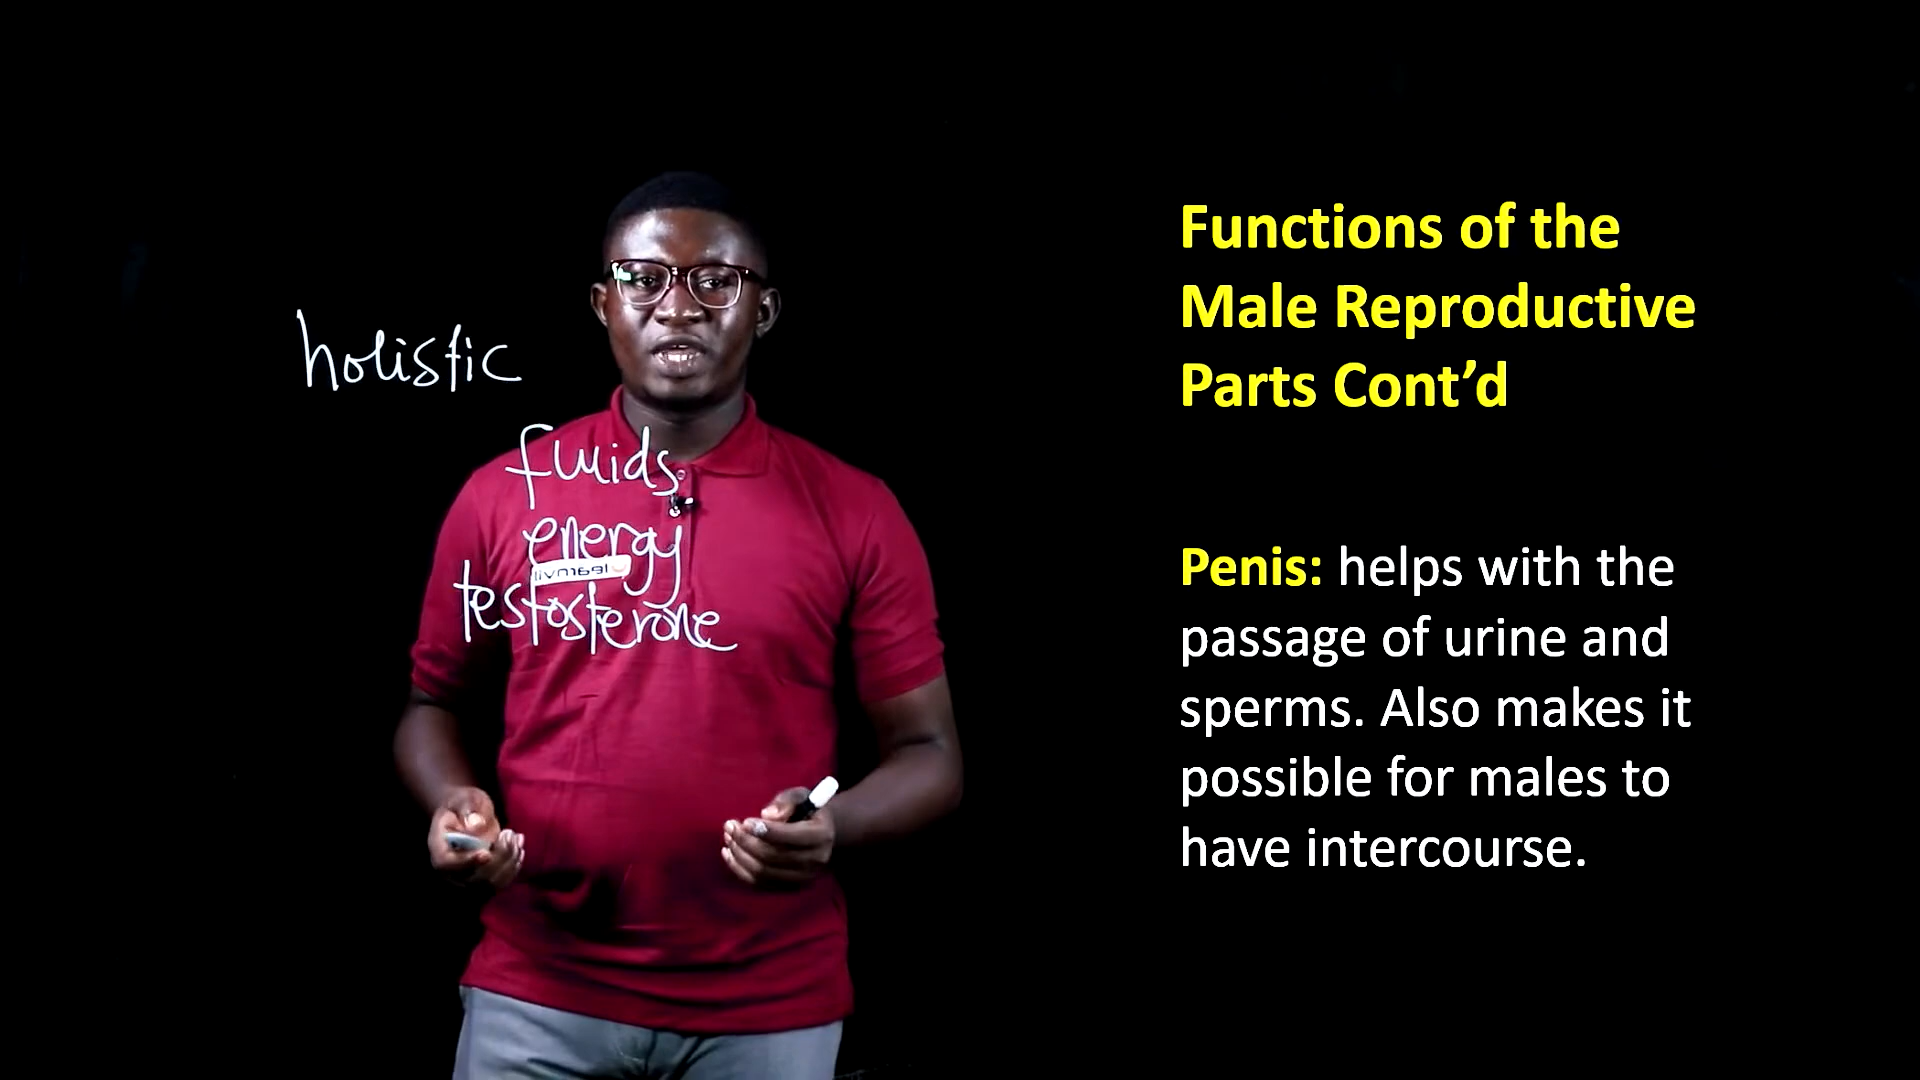 holistic
fluids
energy
learnvil
testosterone
Functions of the
Male Reproductive
Parts Cont’d
Penis: helps with the
passage of urine and
sperms. Also makes it
possible for males to
have intercourse.